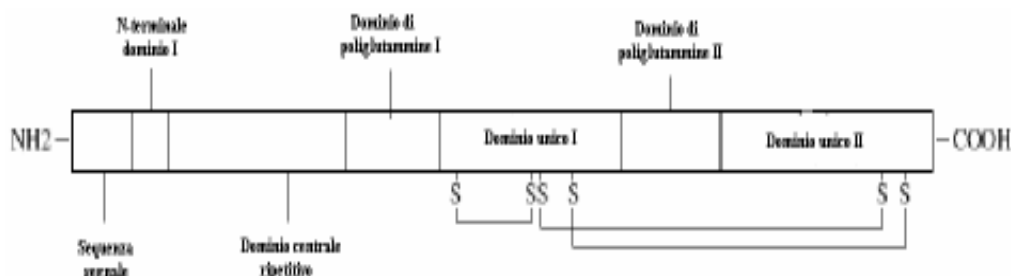 N-terminale
dominio I
Dominio di
poliglutammine I
Dominio di
poliglutammine II
NH2
Dominio unico I
Dominio unico II
COOH
S
S
S
S
S
S
Sequenza
segnale
Dominio centrale
ripetitivo